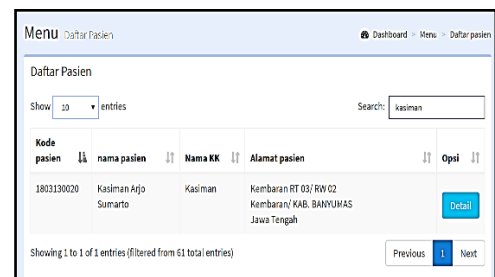 Menu Daftar Pasien
Dashboard > Menu > Daftar pasien
Daftar Pasien
Show 10 entries
Search: kasiman
Kode pasien nama pasien Nama KK Alamat pasien Opsi
1803130020 Kasiman Arjo Sumarto Kasiman Kembaran RT 03/ RW 02
Kembaran/ KAB. BANYUMAS
Jawa Tengah
Detail
Showing 1 to 1 of 1 entries (filtered from 61 total entries)
Previous 1 Next